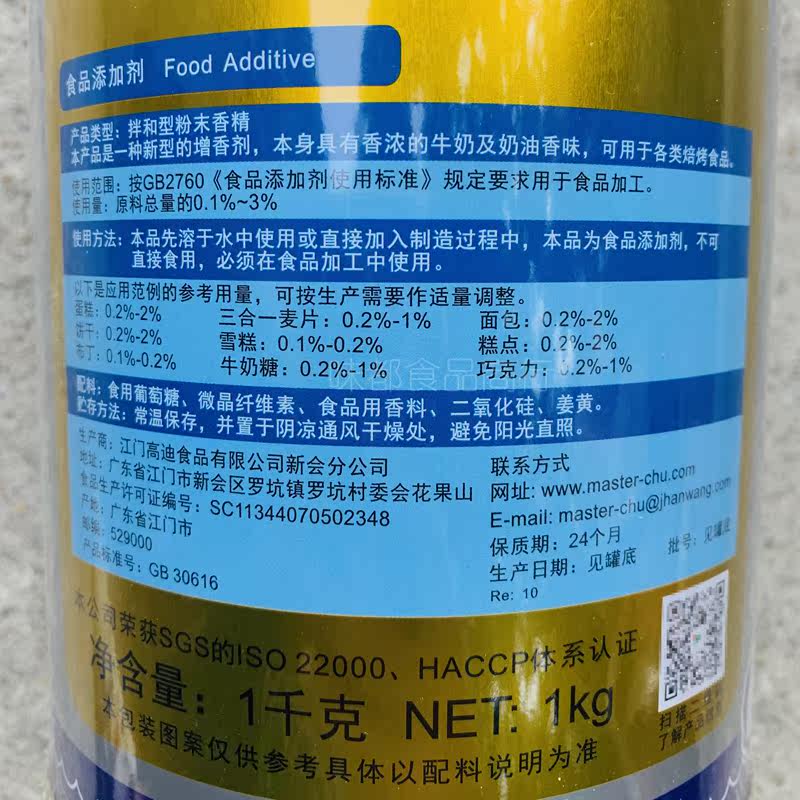 食品添加剂 Food Additive
产品类型：拌和型粉末香精
本产品是一种新型的增香剂，本身具有香浓的牛奶及奶油香味，可用于各类焙烤食品。
使用范围：按GB2760《食品添加剂使用标准》规定要求用于食品加工。
使用量：原料总量的0.1%~3%
使用方法：本品先溶于水中使用或直接加入制造过程中，本品为食品添加剂，不可
直接食用，必须在食品加工中使用。
以下是应用范例的参考用量，可按生产需要作适量调整。
蛋糕：0.2%-2% 三合一麦片：0.2%-1% 面包：0.2%-2%
饼干：0.2%-2% 雪糕：0.1%-0.2% 糕点：0.2%-2%
布丁：0.1%-0.2% 牛奶糖：0.2%-1% 巧克力：0.2%-1%
配料：食用葡萄糖、微晶纤维素、食品用香料、二氧化硅、姜黄。
贮存方法：常温保存，并置于阴凉通风干燥处，避免阳光直照。
生产商：江门高迪食品有限公司新会分公司
地址：广东省江门市新会区罗坑镇罗坑村委会花果山
食品生产许可证编号：SC11344070502348
产地：广东省江门市
邮编：529000
产品标准号：GB 30616
联系方式
网址：www.master-chu.com
E-mail: master-chu@jhanwang.com
保质期：24个月 批号：见罐底
生产日期：见罐底
Re: 10
本公司荣获SGS的ISO 22000、HACCP体系认证
净含量：1千克 NET: 1kg
本包装图案仅供参考具体以配料说明为准
扫描二维码
了解产品